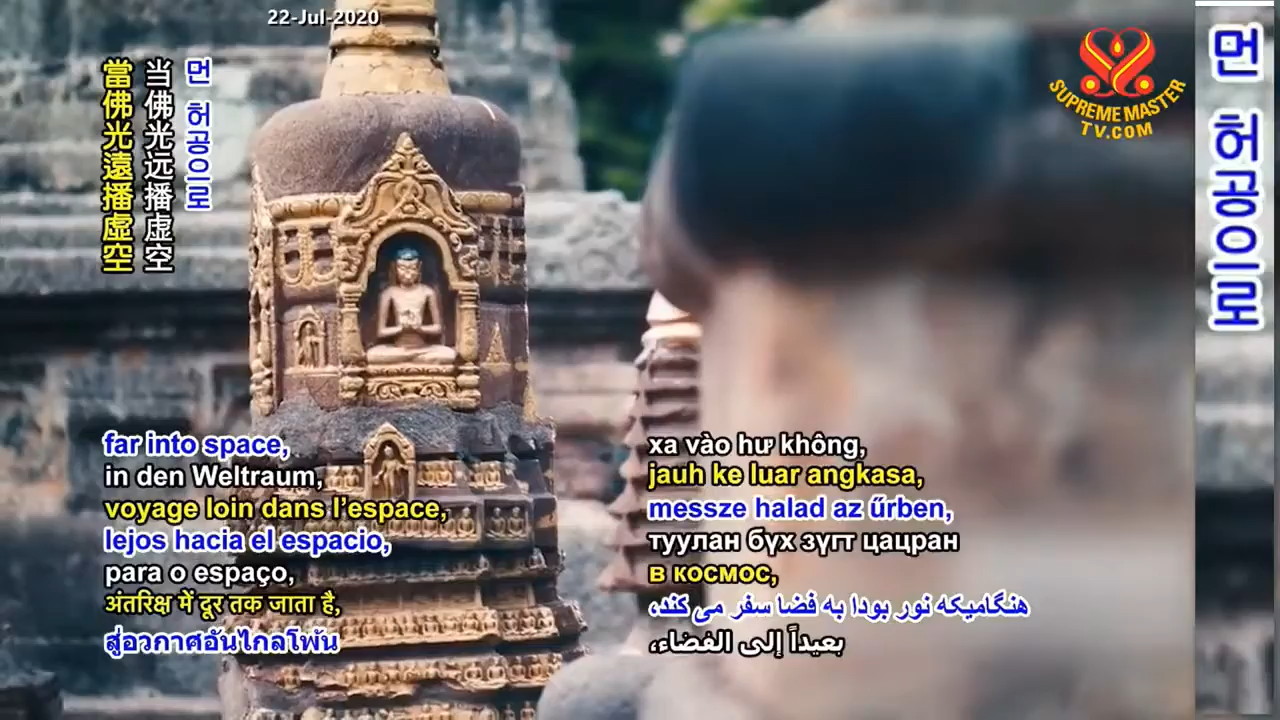 22-Jul-2020
SUPREME MASTER
TV.COM
當佛光遠播虛空
当佛光远播虚空
먼 허공으로
먼 허공으로
far into space,
in den Weltraum,
voyage loin dans l’espace,
lejos hacia el espacio,
para o espaço,
अंतरिक्ष में दूर तक जाता है,
สู่อวกาศอันไกลโพ้น
xa vào hư không,
jauh ke luar angkasa,
messze halad az űrben,
туулан бүх зүгт цацран
в космос,
هنگامیکه نور بودا به فضا سفر می کند،
بعيداً إلى الفضاء،